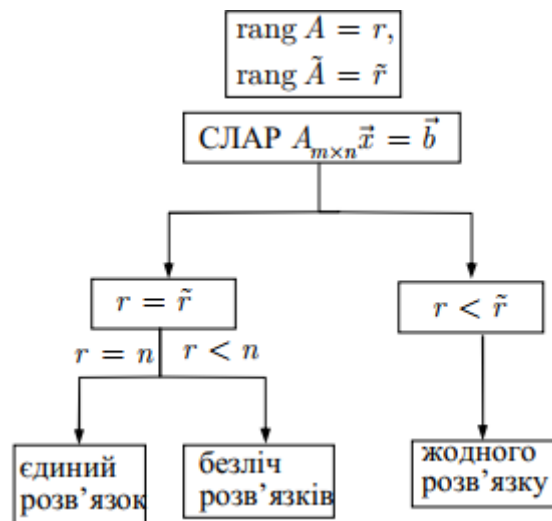 rang A = r,
rang Ã = r̃
СЛАР A_{m×n}x⃗ = b⃗
r = r̃
r < r̃
r = n
r < n
єдиний
розв'язок
безліч
розв'язків
жодного
розв'язку